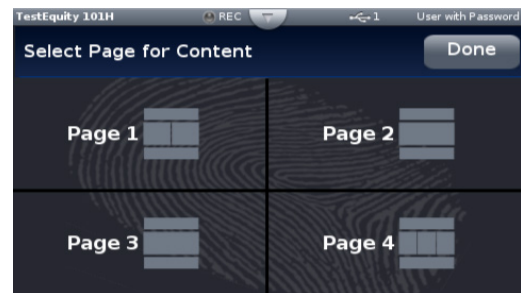 TestEquity 101H REC 1 User with Password
Select Page for Content Done
Page 1 Page 2
Page 3 Page 4